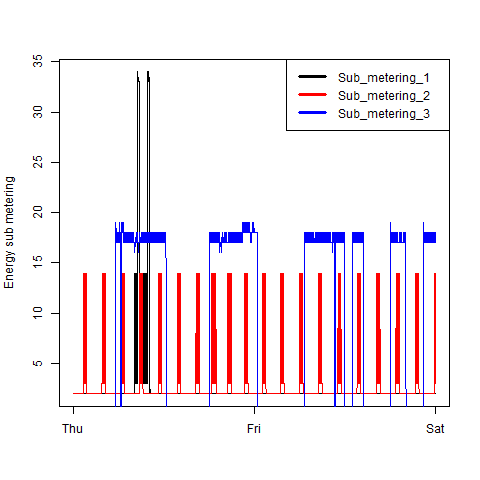 35
30
25
20
15
10
5
Energy sub metering
Sub_metering_1
Sub_metering_2
Sub_metering_3
Thu Fri Sat